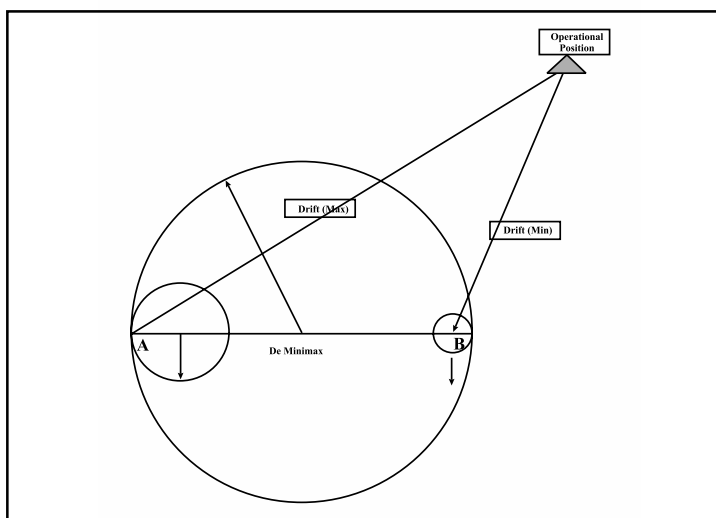 Operational
Position
Drift (Max)
Drift (Min)
A
B
De Minimax